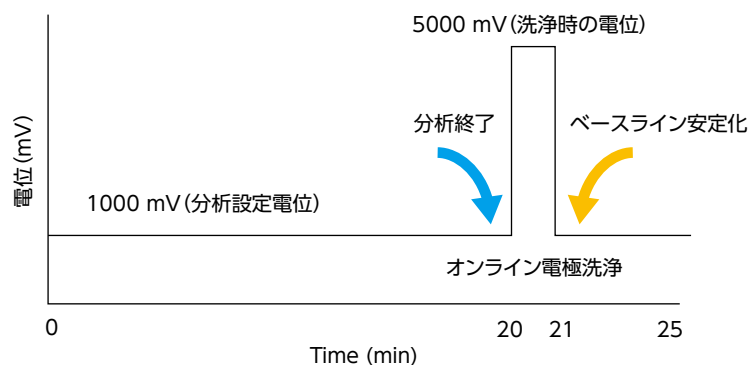 5000 mV(洗浄時の電位)
分析終了
ベースライン安定化
電位(mV)
1000 mV(分析設定電位)
オンライン電極洗浄
0
20
21
25
Time (min)